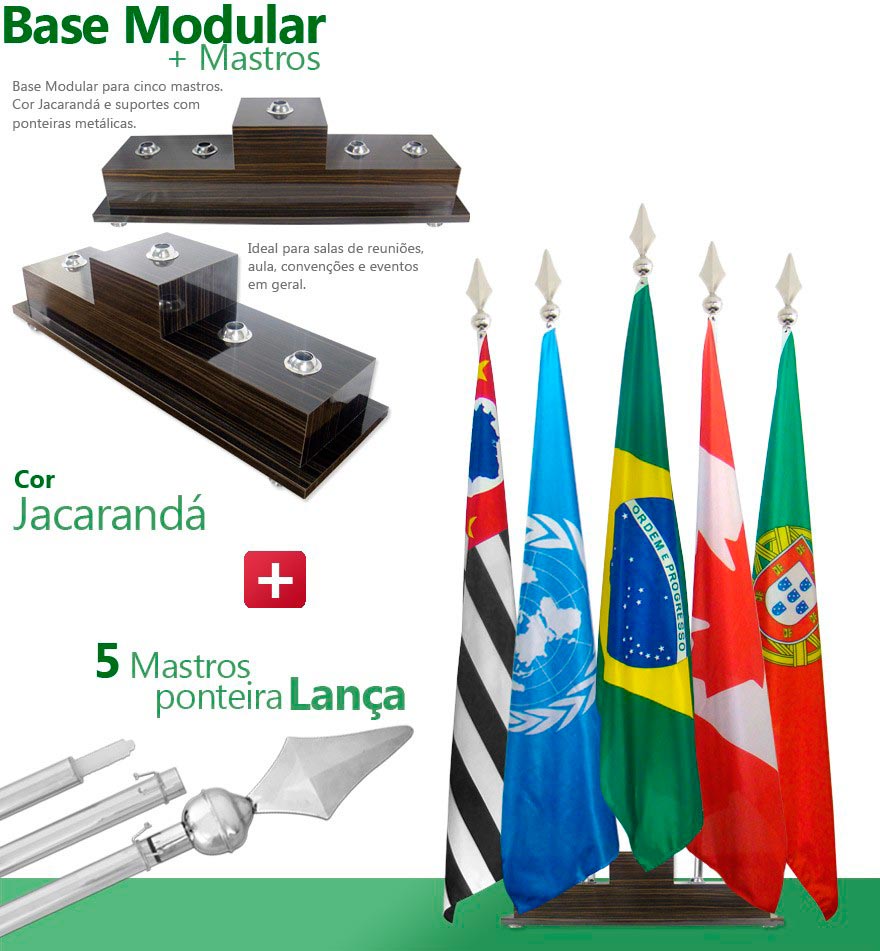 Base Modular
+ Mastros
Base Modular para cinco mastros.
Cor Jacarandá e suportes com
ponteiras metálicas.
Ideal para salas de reuniões,
aula, convenções e eventos
em geral.
Cor
Jacarandá
5 Mastros
ponteira Lança
ORDEM E PROGRESSO